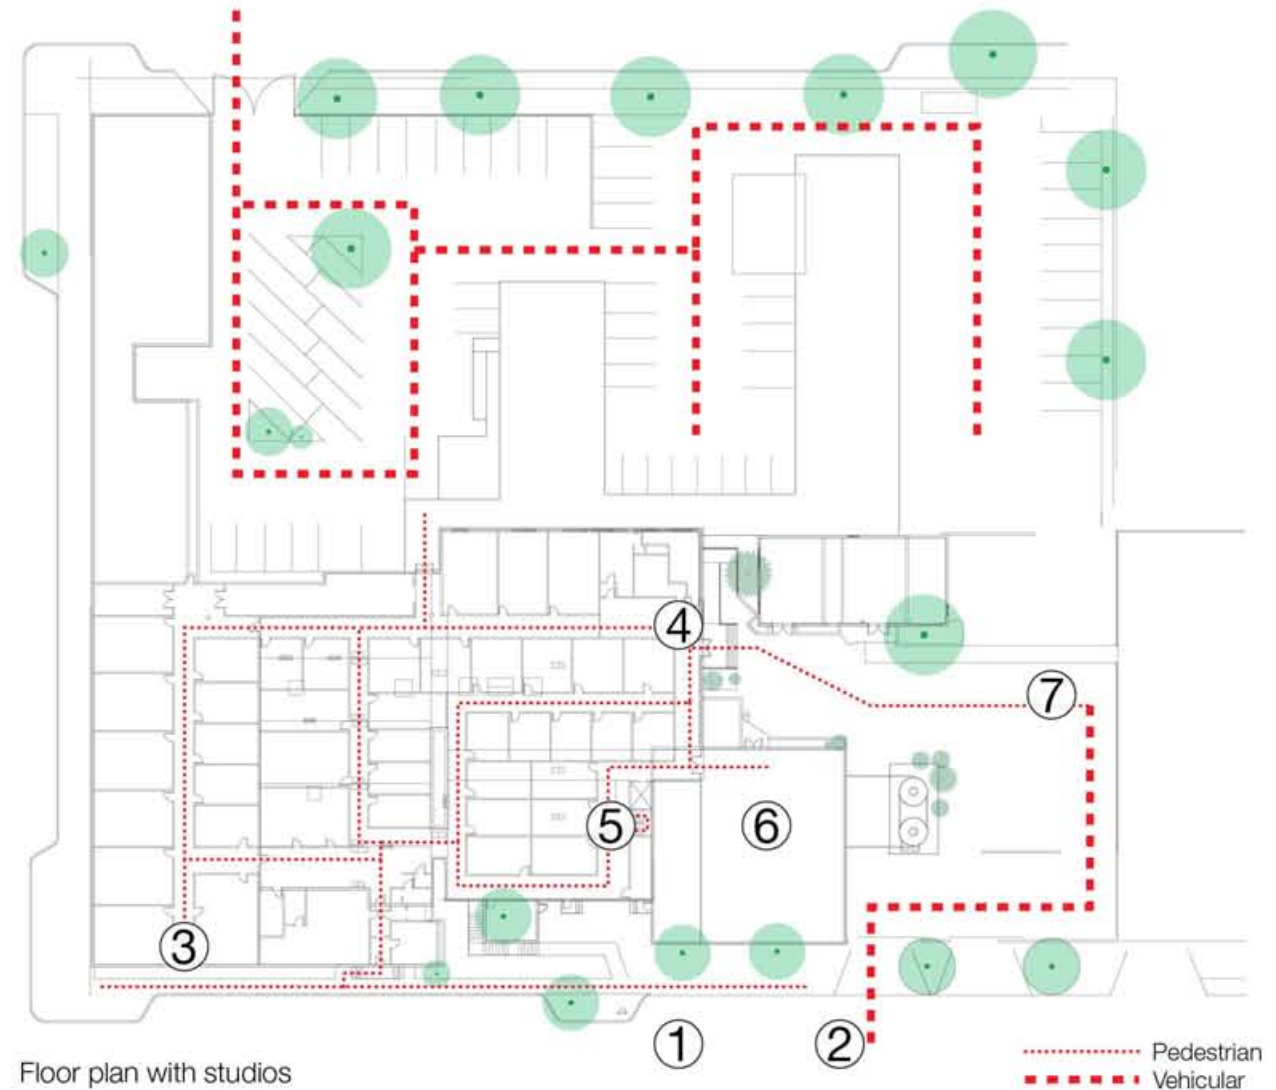 ④
⑦
⑤
⑥
③
①
②
Pedestrian
Floor plan with studios
Vehicular